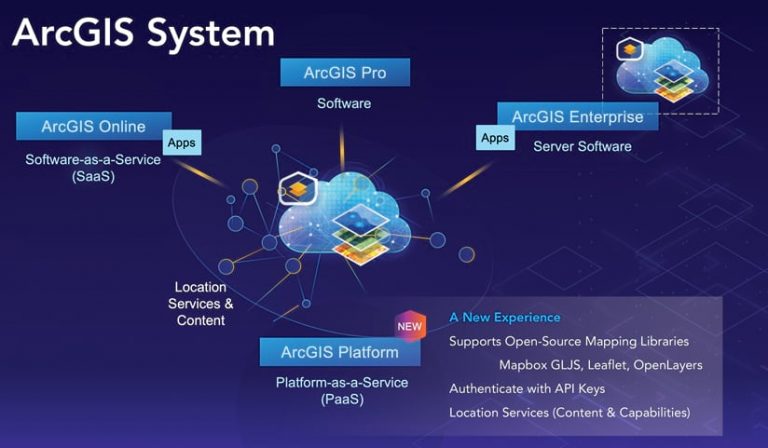 ArcGIS System
ArcGIS Pro
Software
ArcGIS Online
Apps
Software-as-a-Service
(SaaS)
ArcGIS Enterprise
Apps
Server Software
Location
Services &
Content
NEW
ArcGIS Platform
Platform-as-a-Service
(PaaS)
A New Experience
Supports Open-Source Mapping Libraries
Mapbox GLJS, Leaflet, OpenLayers
Authenticate with API Keys
Location Services (Content & Capabilities)